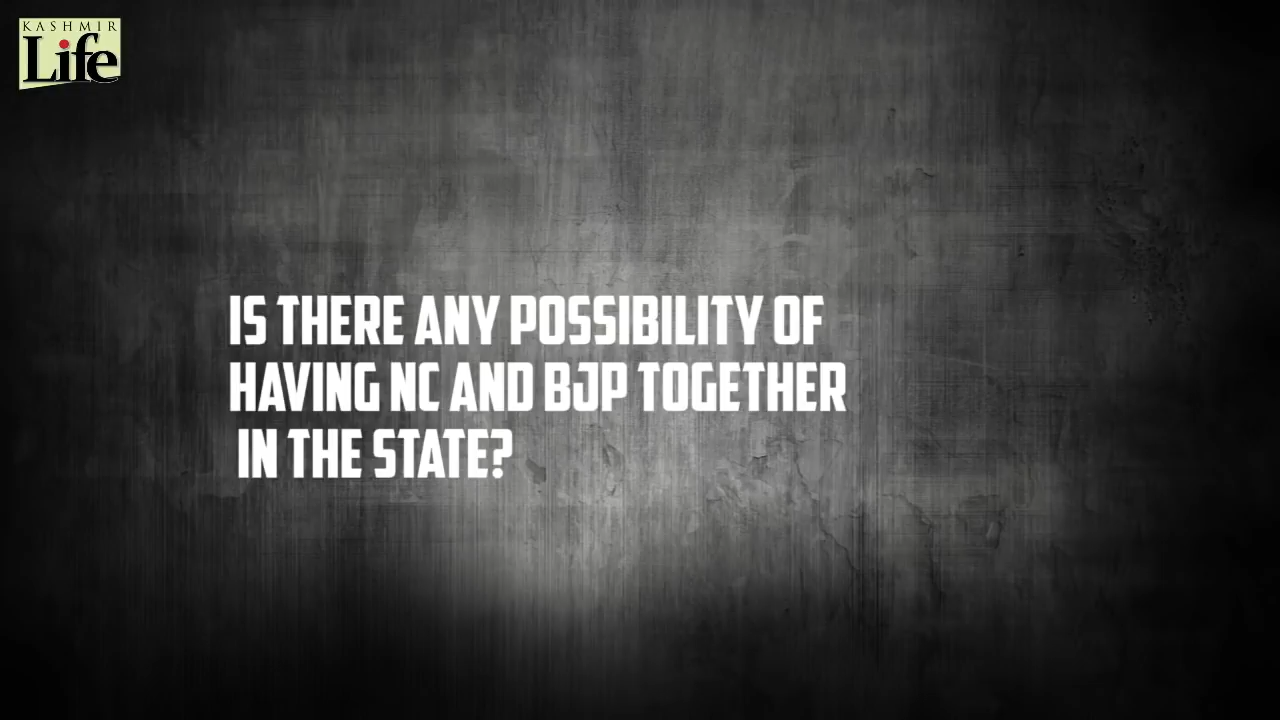 KASHMIR
Life
IS THERE ANY POSSIBILITY OF
HAVING NC AND BJP TOGETHER
IN THE STATE?